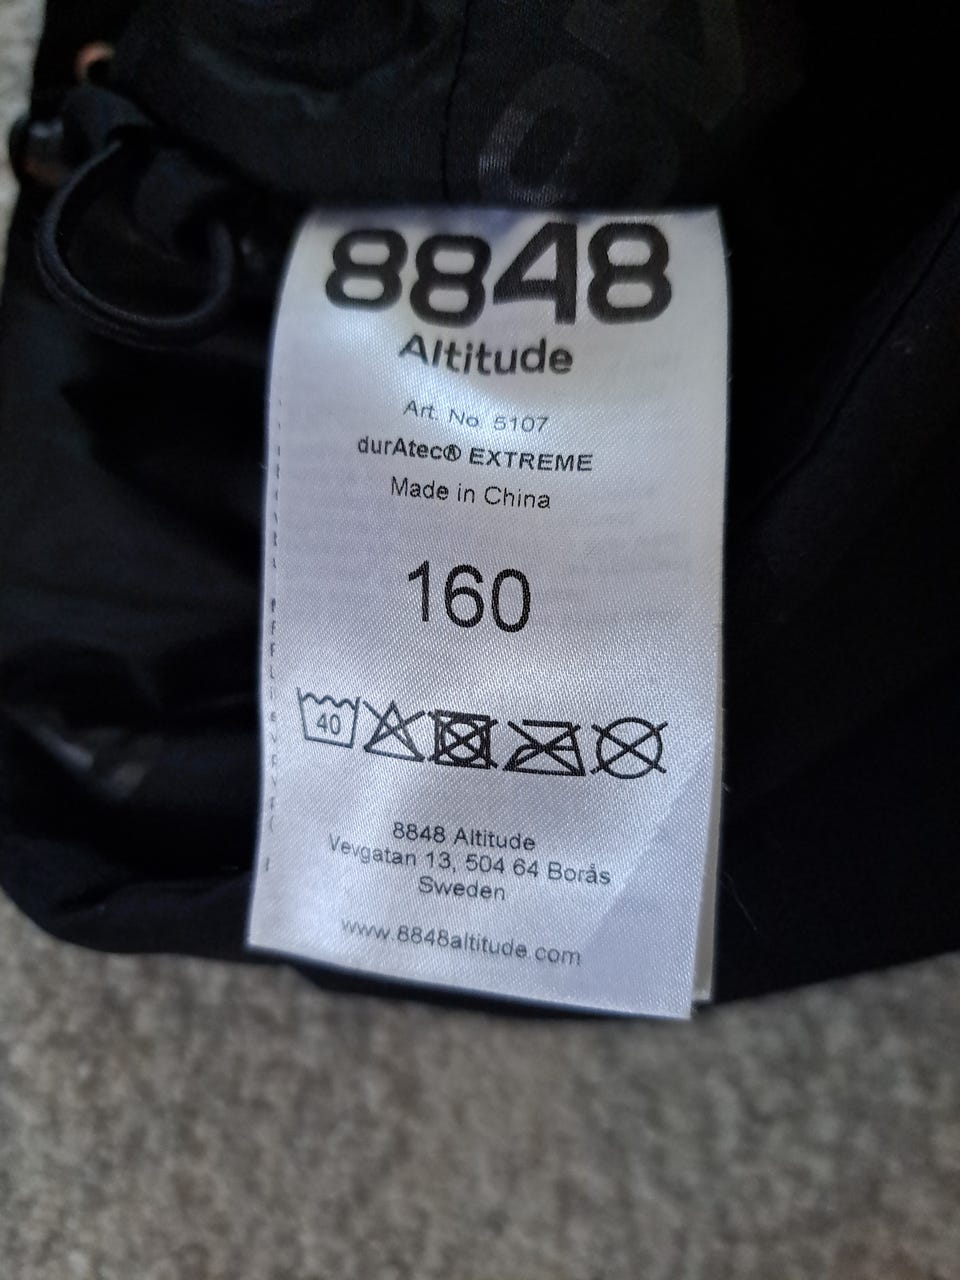 8848
Altitude
Art. No. 5107
durAtec® EXTREME
Made in China
160
40
8848 Altitude
Vevgatan 13, 504 64 Borås
Sweden
www.8848altitude.com